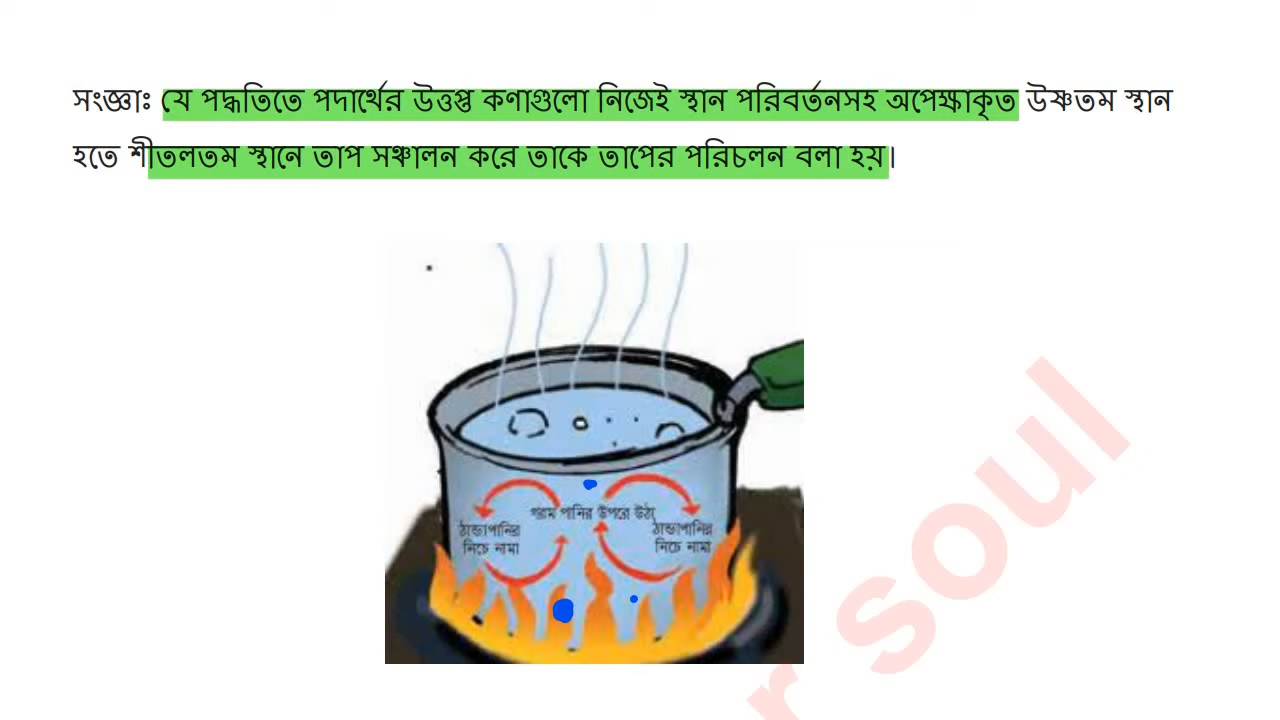 সংজ্ঞাঃ যে পদ্ধতিতে পদার্থের উত্তপ্ত কণাগুলো নিজেই স্থান পরিবর্তনসহ অপেক্ষাকৃত উষ্ণতম স্থান
হতে শীতলতম স্থানে তাপ সঞ্চালন করে তাকে তাপের পরিচলন বলা হয়।
গরম পানির উপরে উঠা
ঠান্ডাপানির
নিচে নামা
ঠান্ডাপানির
নিচে নামা
r soul